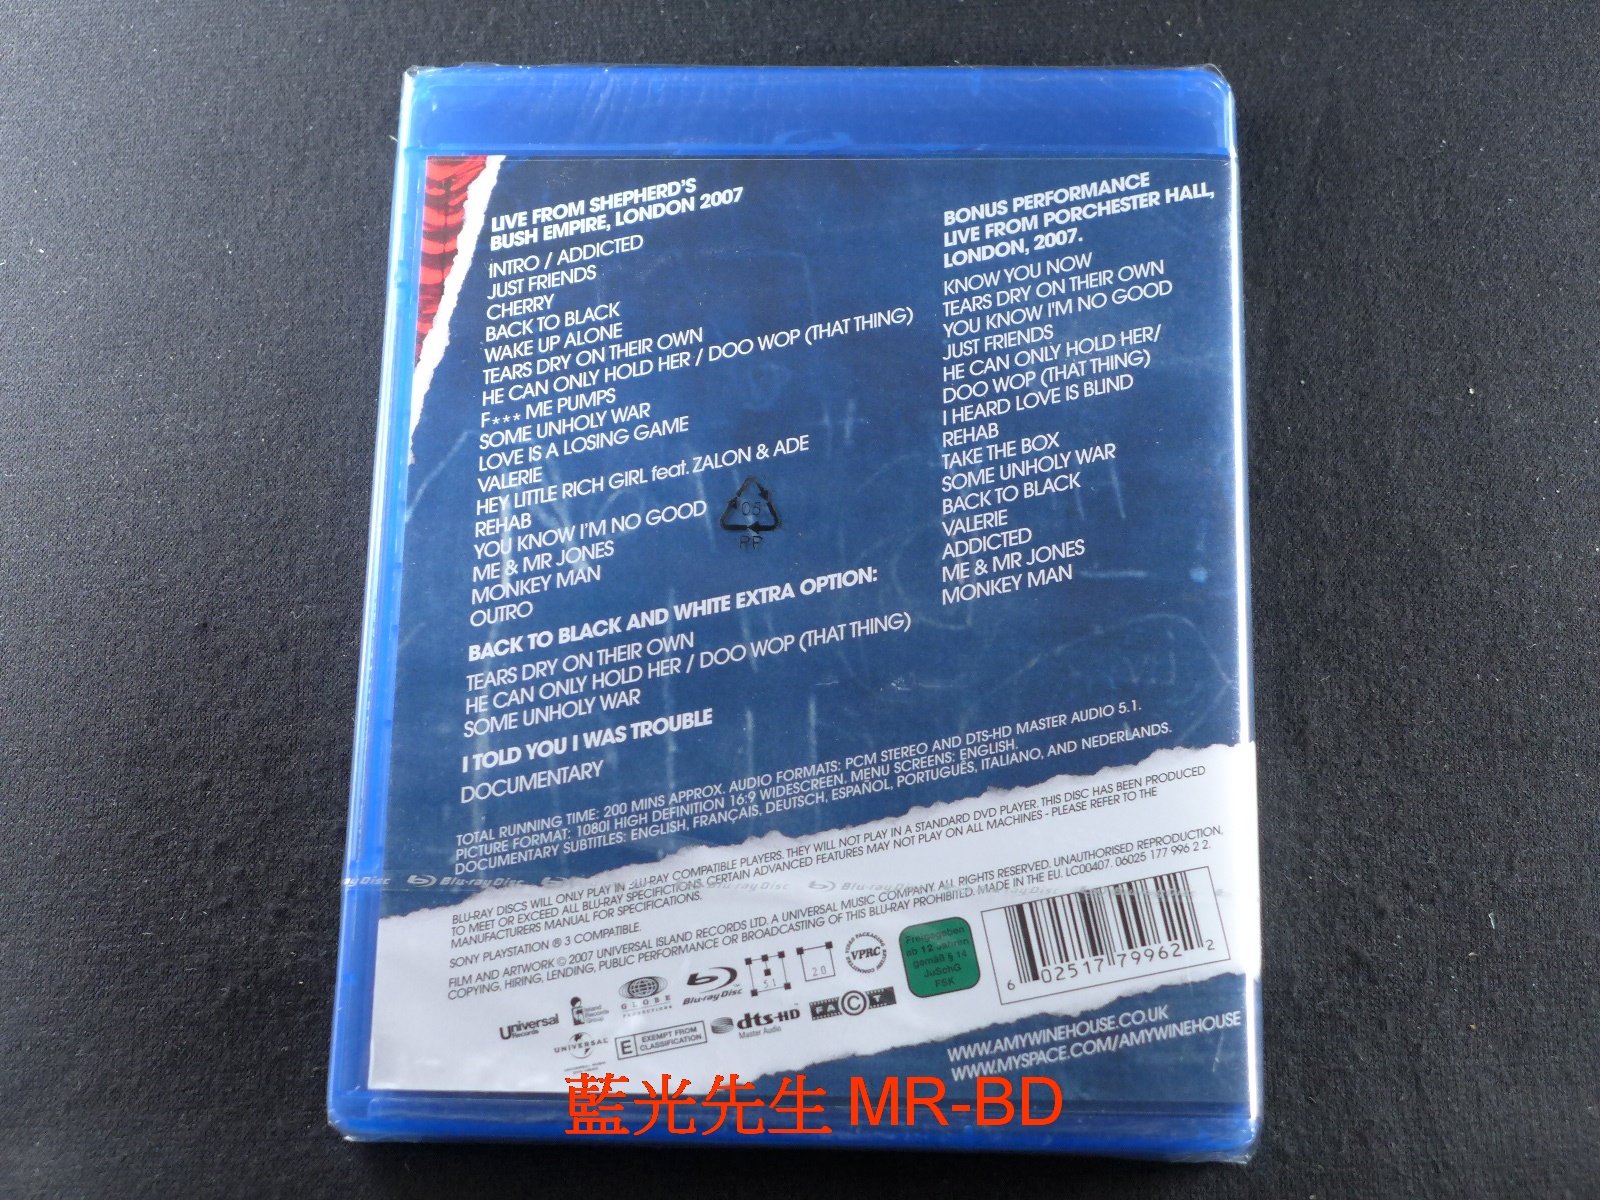 LIVE FROM SHEPHERD'S
BUSH EMPIRE, LONDON 2007
INTRO / ADDICTED
JUST FRIENDS
CHERRY
BACK TO BLACK
WAKE UP ALONE
TEARS DRY ON THEIR OWN
HE CAN ONLY HOLD HER / DOO WOP (THAT THING)
F*** ME PUMPS
SOME UNHOLY WAR
LOVE IS A LOSING GAME
VALERIE
HEY LITTLE RICH GIRL feat. ZALON & ADE
REHAB
YOU KNOW I'M NO GOOD
ME & MR JONES
MONKEY MAN
OUTRO
05
PP
BACK TO BLACK AND WHITE EXTRA OPTION:
TEARS DRY ON THEIR OWN
HE CAN ONLY HOLD HER / DOO WOP (THAT THING)
SOME UNHOLY WAR
I TOLD YOU I WAS TROUBLE
DOCUMENTARY
BONUS PERFORMANCE
LIVE FROM PORCHESTER HALL,
LONDON, 2007.
KNOW YOU NOW
TEARS DRY ON THEIR OWN
YOU KNOW I'M NO GOOD
JUST FRIENDS
HE CAN ONLY HOLD HER/
DOO WOP (THAT THING)
I HEARD LOVE IS BLIND
REHAB
TAKE THE BOX
SOME UNHOLY WAR
BACK TO BLACK
VALERIE
ADDICTED
ME & MR JONES
MONKEY MAN
TOTAL RUNNING TIME: 200 MINS APPROX. AUDIO FORMATS: PCM STEREO AND DTS-HD MASTER AUDIO 5.1.
PICTURE FORMAT: 1080I HIGH DEFINITION 16:9 WIDESCREEN. MENU SCREENS: ENGLISH.
DOCUMENTARY SUBTITLES: ENGLISH, FRANÇAIS, DEUTSCH, ESPAÑOL, PORTUGUÊS, ITALIANO, AND NEDERLANDS.
BLU-RAY DISCS WILL ONLY PLAY IN BLU-RAY COMPATIBLE PLAYERS. THEY WILL NOT PLAY IN A STANDARD DVD PLAYER. THIS DISC HAS BEEN PRODUCED
TO MEET OR EXCEED ALL BLU-RAY SPECIFICTIONS. CERTAIN ADVANCED FEATURES MAY NOT PLAY ON ALL MACHINES - PLEASE REFER TO THE
MANUFACTURERS MANUAL FOR SPECIFICATIONS.
SONY PLAYSTATION ® 3 COMPATIBLE.
FILM AND ARTWORK © 2007 UNIVERSAL ISLAND RECORDS LTD. A UNIVERSAL MUSIC COMPANY. ALL RIGHTS RESERVED. UNAUTHORISED REPRODUCTION,
COPYING, HIRING, LENDING, PUBLIC PERFORMANCE OR BROADCASTING OF THIS BLU-RAY PROHIBITED. MADE IN THE EU. LC00407. 06025 177 996 2 2.
Universal
Records
Island
Records
Group
GLOBE
PRODUCTIONS
Blu-ray Disc
5.1
2.0
VPRC
Freigegeben
ab 12 Jahren
gemäß § 14
JuSchG
FSK
6 02517 79962 2
UNIVERSAL
E EXEMPT FROM
CLASSIFICATION
dts-HD
Master Audio
FACT
WWW.AMYWINEHOUSE.CO.UK
WWW.MYSPACE.COM/AMYWINEHOUSE
藍光先生 MR-BD